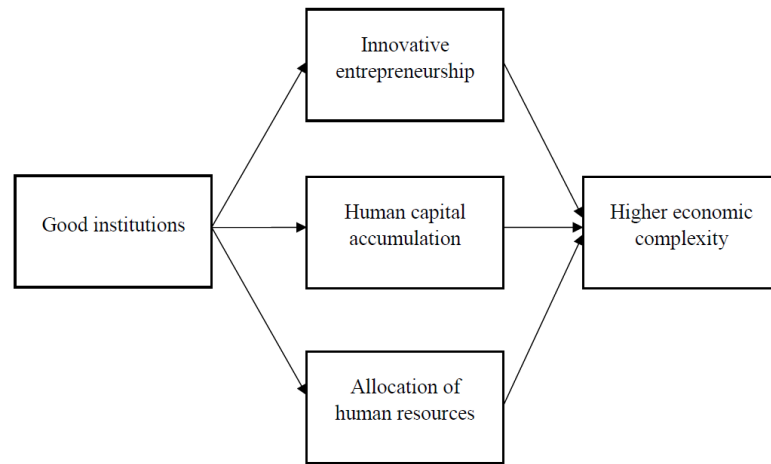 Innovative
entrepreneurship
Good institutions
Human capital
accumulation
Higher economic
complexity
Allocation of
human resources